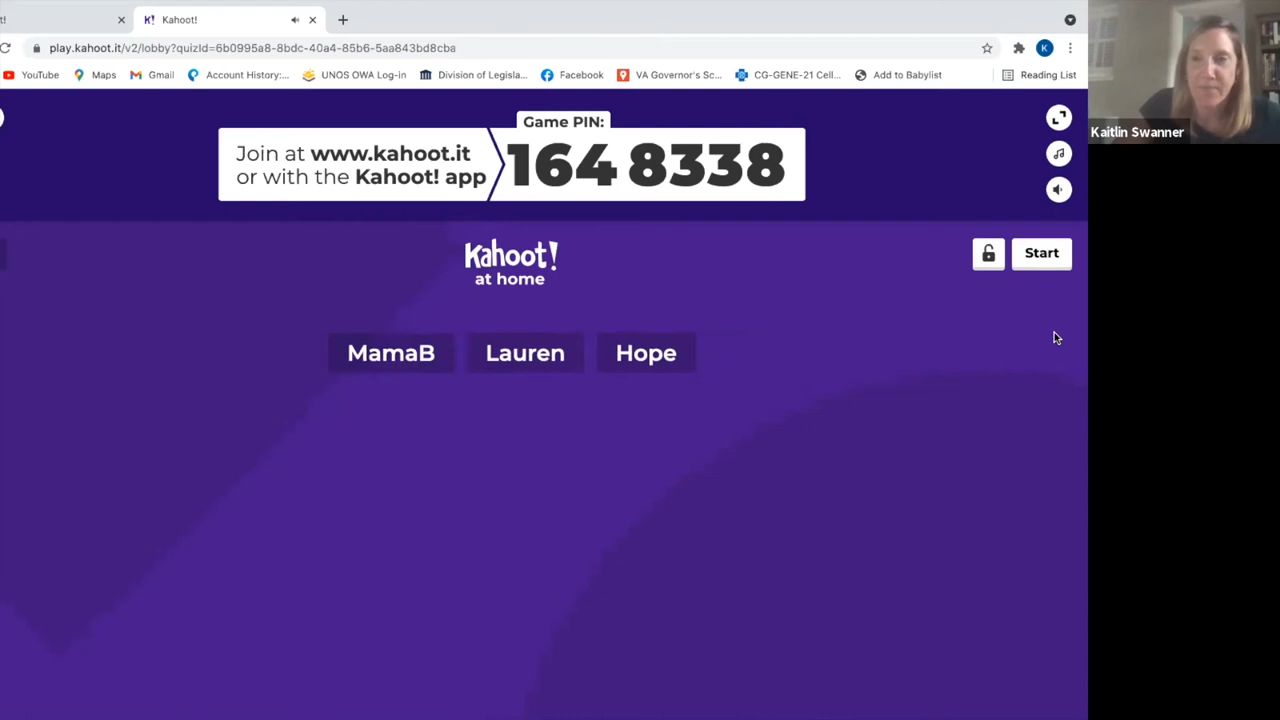 t!
Kahoot!
play.kahoot.it/v2/lobby?quizId=6b0995a8-8bdc-40a4-85b6-5aa843bd8cba
K
YouTube
Maps
Gmail
Account History:...
UNOS OWA Log-in
Division of Legisla...
Facebook
VA Governor's Sc...
CG-GENE-21 Cell...
Add to Babylist
Reading List
Game PIN:
Join at www.kahoot.it
or with the Kahoot! app
164 8338
Kahoot!
at home
Start
MamaB
Lauren
Hope
Kaitlin Swanner